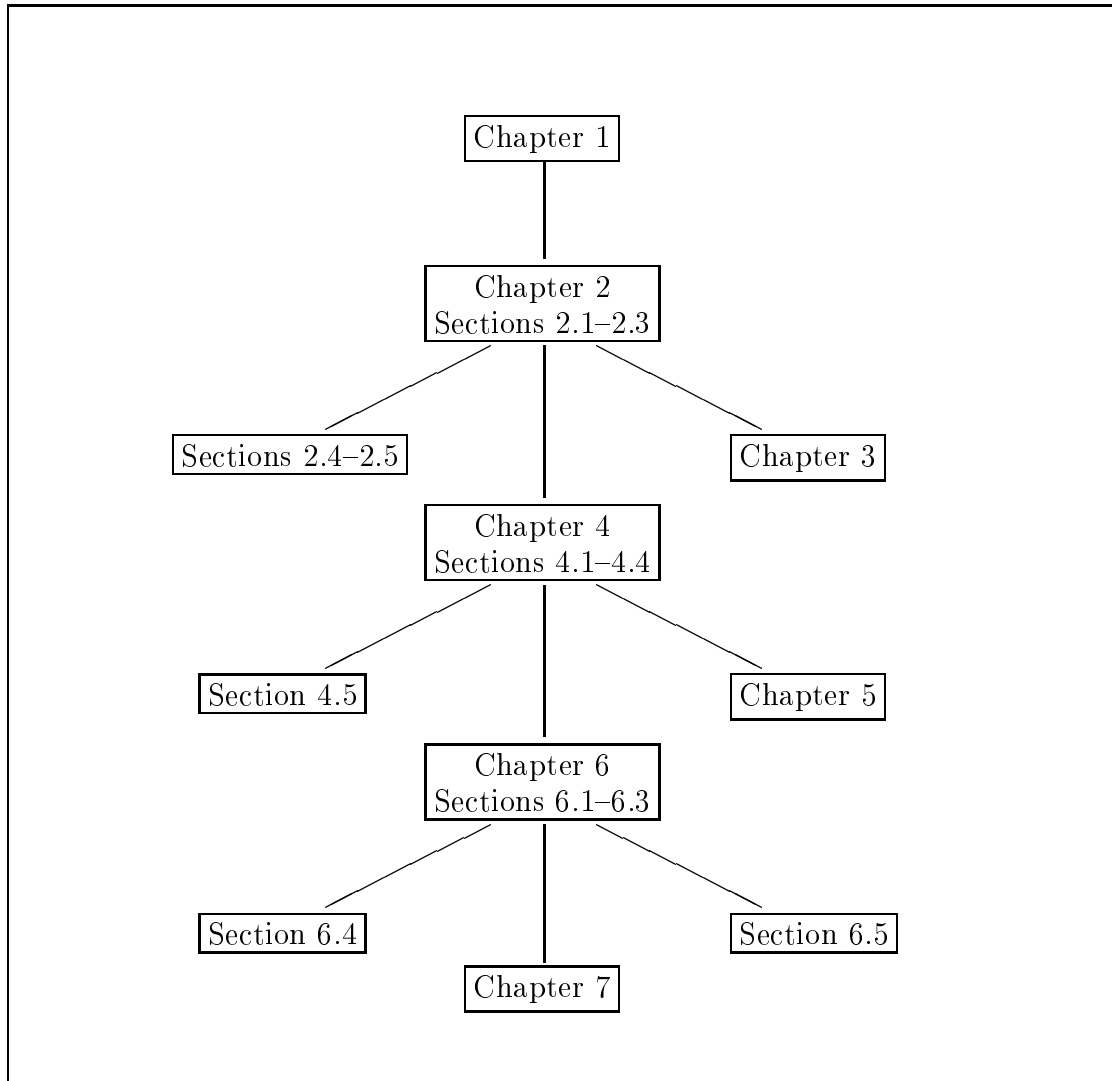 Chapter 1
Chapter 2
Sections 2.1–2.3
Sections 2.4–2.5
Chapter 3
Chapter 4
Sections 4.1–4.4
Section 4.5
Chapter 5
Chapter 6
Sections 6.1–6.3
Section 6.4
Section 6.5
Chapter 7